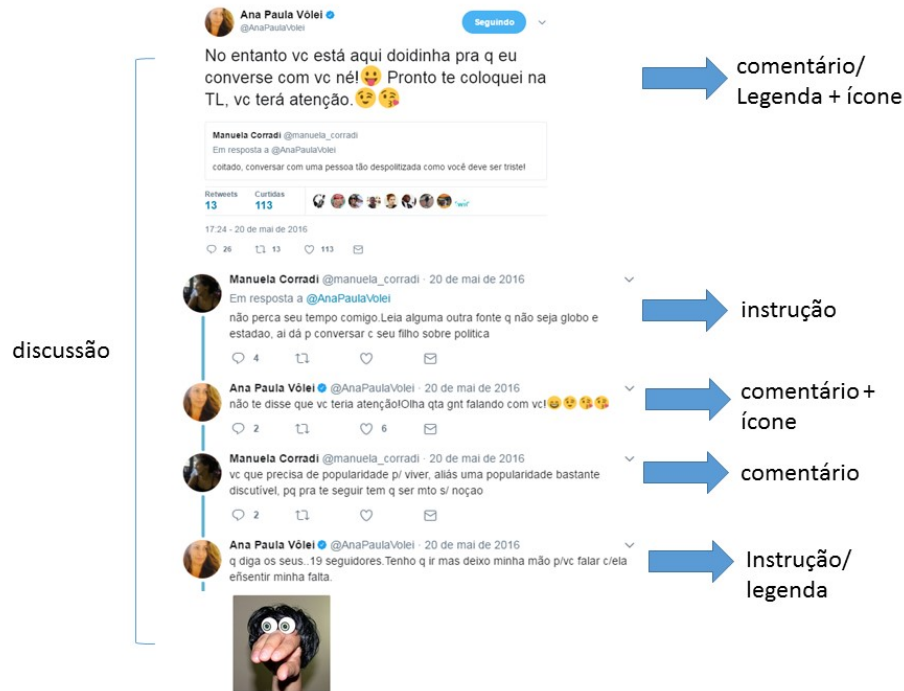 Ana Paula Vôlei
@AnaPaulaVolei
Seguindo
No entanto vc está aqui doidinha pra q eu
converse com vc né!😛 Pronto te coloquei na
TL, vc terá atenção.😉😘
Manuela Corradi @manuela_corradi
Em resposta a @AnaPaulaVolei
coitado, conversar com uma pessoa tão despolitizada como você deve ser triste!
Retweets Curtidas
13 113
17:24 - 20 de mai de 2016
26 13 113
comentário/
Legenda + ícone
discussão
Manuela Corradi @manuela_corradi · 20 de mai de 2016
Em resposta a @AnaPaulaVolei
não perca seu tempo comigo.Leia alguma outra fonte q não seja globo e
estadao, ai dá p conversar c seu filho sobre politica
4
instrução
Ana Paula Vôlei @AnaPaulaVolei · 20 de mai de 2016
não te disse que vc teria atenção!Olha qta gnt falando com vc!😄😉😘😘
2 6
comentário +
ícone
Manuela Corradi @manuela_corradi · 20 de mai de 2016
vc que precisa de popularidade p/ viver, aliás uma popularidade bastante
discutível, pq pra te seguir tem q ser mto s/ noçao
2
comentário
Ana Paula Vôlei @AnaPaulaVolei · 20 de mai de 2016
q diga os seus..19 seguidores.Tenho q ir mas deixo minha mão p/vc falar c/ela
eñsentir minha falta.
Instrução/
legenda